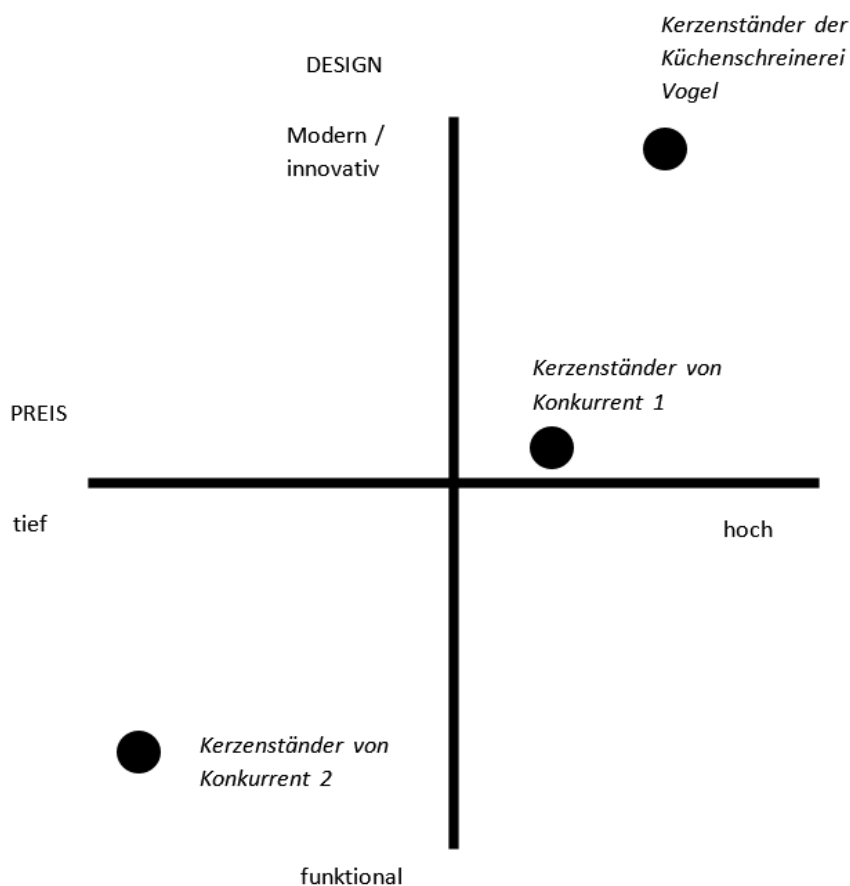 Kerzenständer der
Küchenschreinerei
Vogel
DESIGN
Modern /
innovativ
Kerzenständer von
Konkurrent 1
PREIS
tief
hoch
Kerzenständer von
Konkurrent 2
funktional